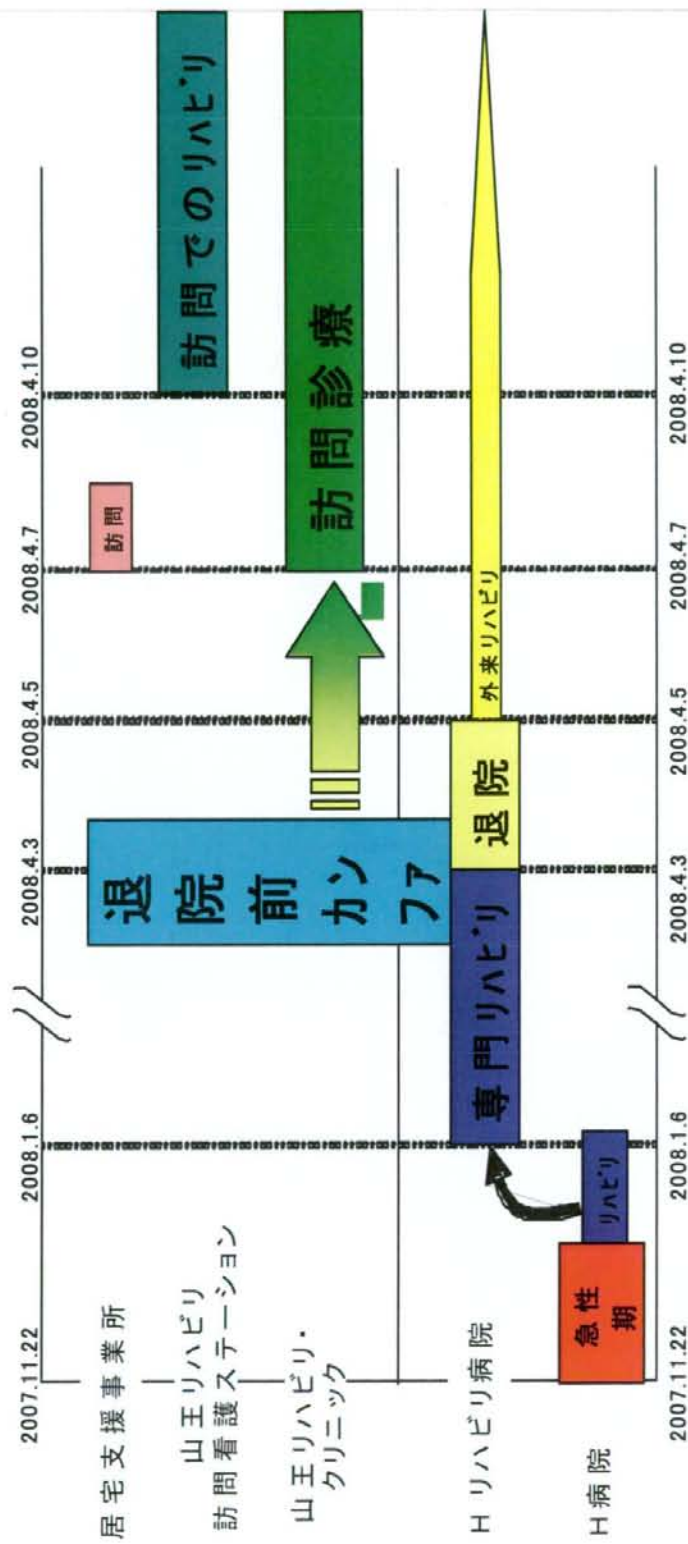 2007.11.22
2008.1.6
2008.4.3
2008.4.5
2008.4.7
2008.4.10
居宅支援事業所
訪問
山王リハビリ
訪問看護ステーション
訪問でのリハビリ
山王リハビリ・
クリニック
訪問診療
退院前カンファ
H リハビリ病院
専門リハビリ
退院
外来リハビリ
H病院
急性
期
リハビリ
2007.11.22
2008.1.6
2008.4.3
2008.4.5
2008.4.7
2008.4.10